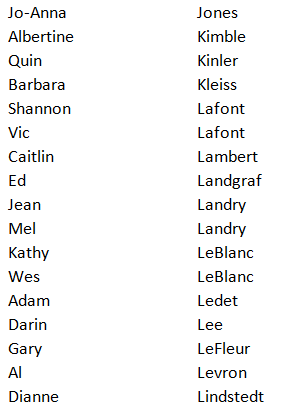 Jo-Anna Jones
Albertine Kimble
Quin Kinler
Barbara Kleiss
Shannon Lafont
Vic Lafont
Caitlin Lambert
Ed Landgraf
Jean Landry
Mel Landry
Kathy LeBlanc
Wes LeBlanc
Adam Ledet
Darin Lee
Gary LeFleur
Al Levron
Dianne Lindstedt